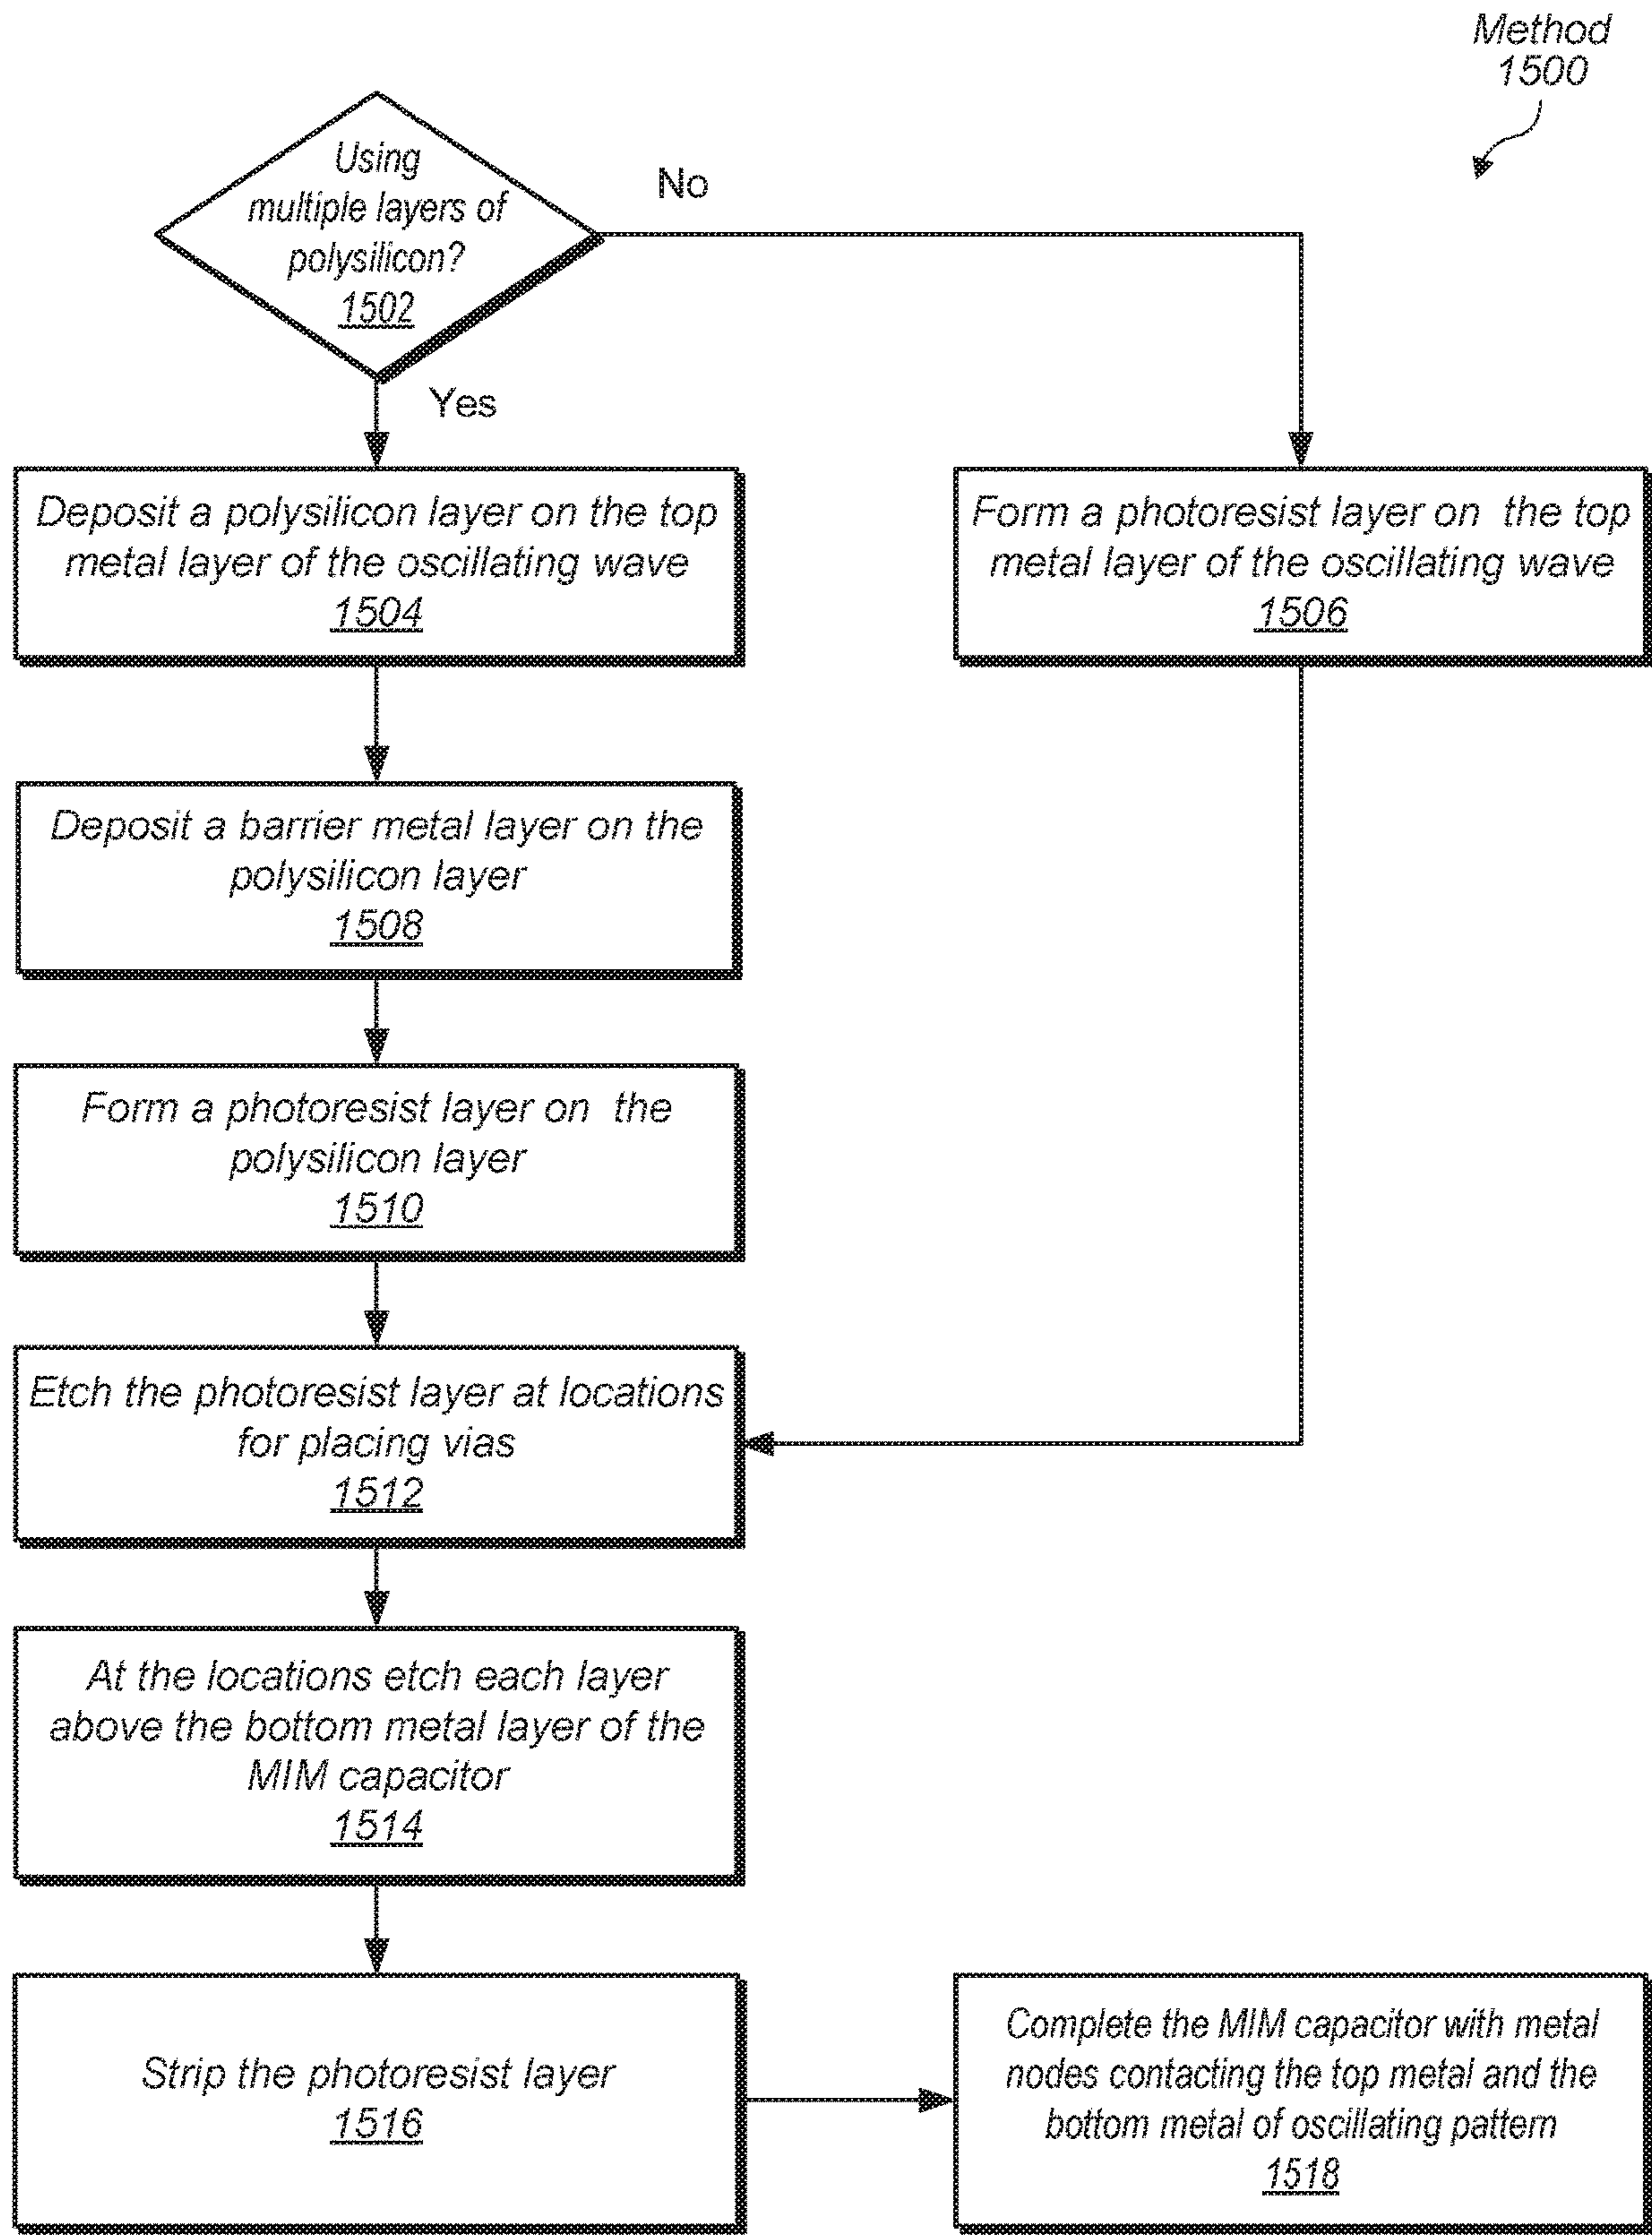 Method
1500
Using
multiple layers of
polysilicon?
1502
No
Yes
Deposit a polysilicon layer on the top
metal layer of the oscillating wave
1504
Form a photoresist layer on the top
metal layer of the oscillating wave
1506
Deposit a barrier metal layer on the
polysilicon layer
1508
Form a photoresist layer on the
polysilicon layer
1510
Etch the photoresist layer at locations
for placing vias
1512
At the locations etch each layer
above the bottom metal layer of the
MIM capacitor
1514
Strip the photoresist layer
1516
Complete the MIM capacitor with metal
nodes contacting the top metal and the
bottom metal of oscillating pattern
1518